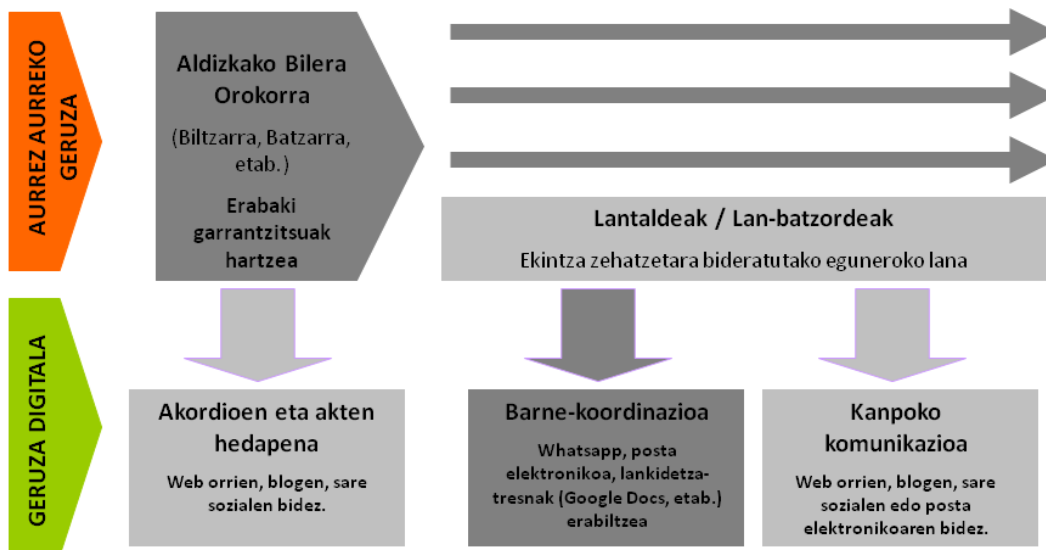 AURREZ AURREKO
GERUZA
Aldizkako Bilera
Orokorra
(Biltzarra, Batzarra,
etab.)
Erabaki
garrantzitsuak
hartzea
Lantaldeak / Lan-batzordeak
Ekintza zehatzetara bideratutako eguneroko lana
GERUZA DIGITALA
Akordioen eta akten
hedapena
Web orrien, blogen, sare
sozialen bidez.
Barne-koordinazioa
Whatsapp, posta
elektronikoa, lankidetza-
tresnak (Google Docs, etab.)
erabiltzea
Kanpoko
komunikazioa
Web orrien, blogen, sare
sozialen edo posta
elektronikoaren bidez.